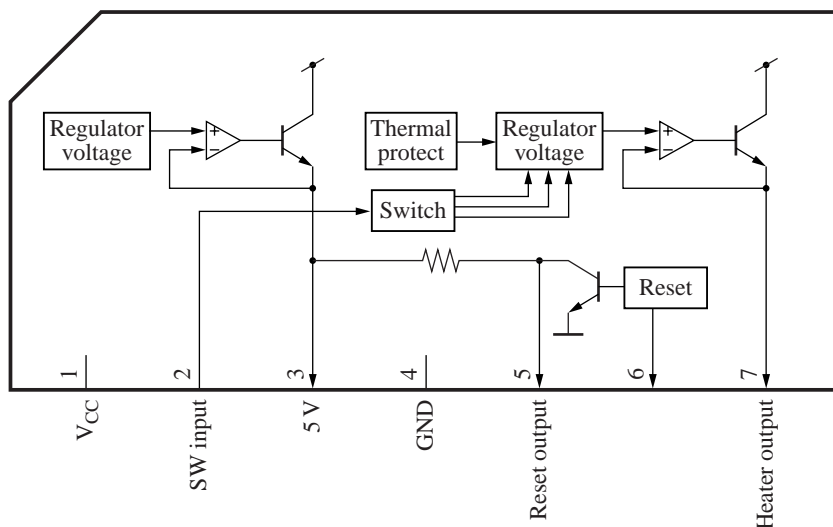 Regulator
voltage
+
−
Thermal
protect
Regulator
voltage
+
−
Switch
Reset
1
2
3
4
5
6
7
VCC
SW input
5 V
GND
Reset output
Heater output